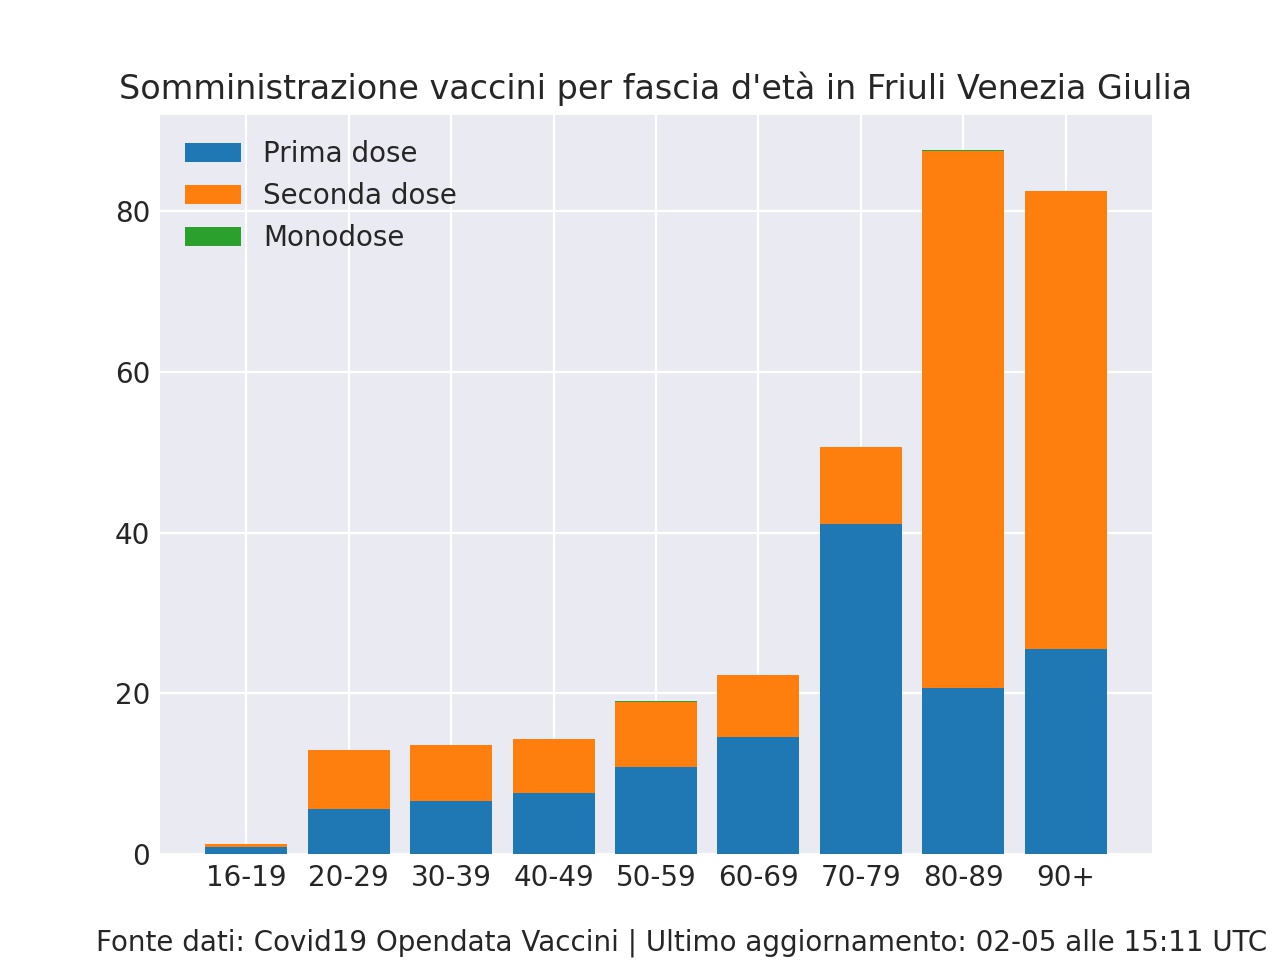 Somministrazione vaccini per fascia d'età in Friuli Venezia Giulia
Prima dose
Seconda dose
Monodose
80
60
40
20
0
16-19 20-29 30-39 40-49 50-59 60-69 70-79 80-89 90+
Fonte dati: Covid19 Opendata Vaccini | Ultimo aggiornamento: 02-05 alle 15:11 UTC